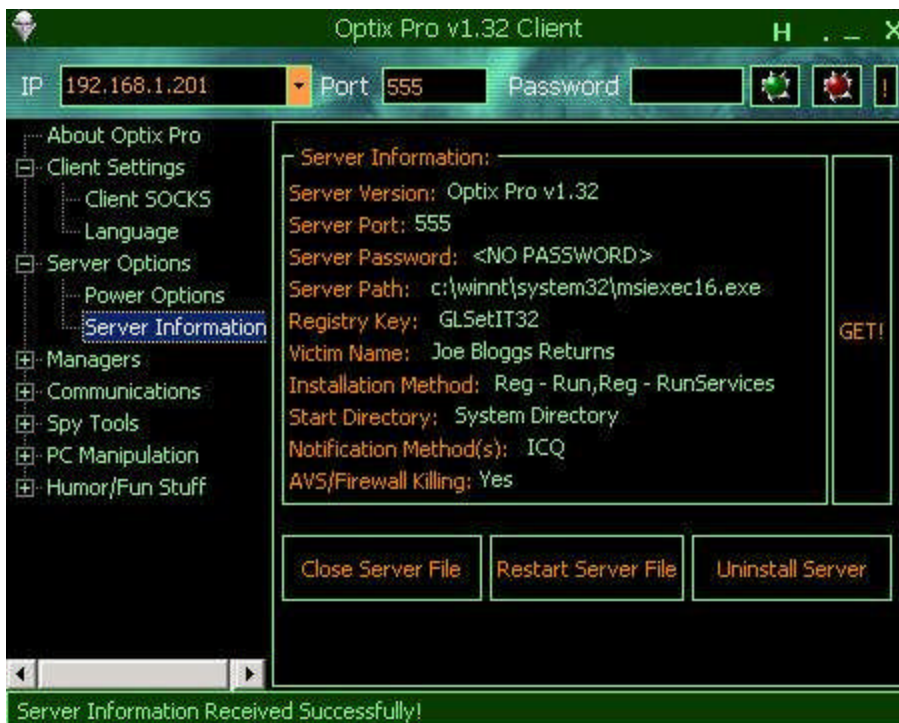 Optix Pro v1.32 Client H . _ X
IP 192.168.1.201 Port 555 Password !
About Optix Pro
Client Settings
Client SOCKS
Language
Server Options
Power Options
Server Information
Managers
Communications
Spy Tools
PC Manipulation
Humor/Fun Stuff
Server Information:
Server Version: Optix Pro v1.32
Server Port: 555
Server Password: <NO PASSWORD>
Server Path: c:\winnt\system32\msiexec16.exe
Registry Key: GLSetIT32
Victim Name: Joe Bloggs Returns
Installation Method: Reg - Run,Reg - RunServices
Start Directory: System Directory
Notification Method(s): ICQ
AVS/Firewall Killing: Yes
GET!
Close Server File
Restart Server File
Uninstall Server
Server Information Received Successfully!